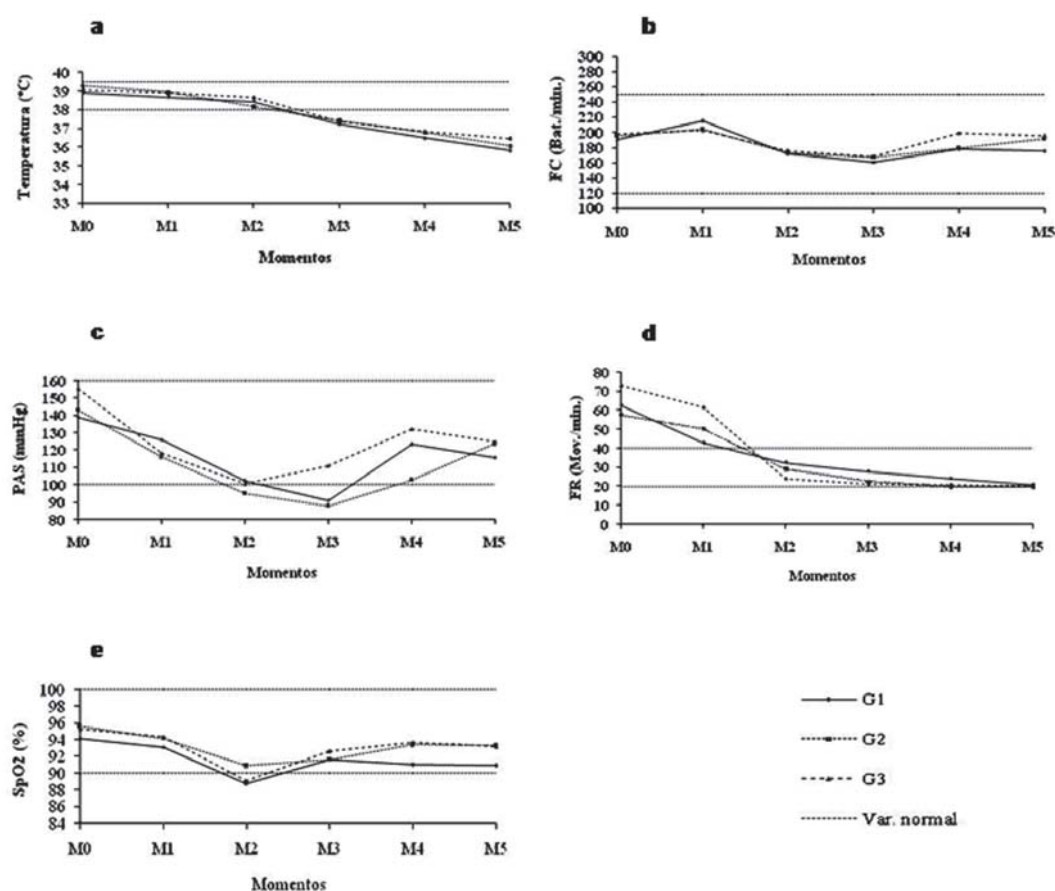 a
Temperatura (°C)
40
39
38
37
36
35
34
33
M0 M1 M2 M3 M4 M5
Momentos
b
FC (Bat./min.)
300
280
260
240
220
200
180
160
140
120
100
M0 M1 M2 M3 M4 M5
Momentos
c
PAS (mmHg)
160
150
140
130
120
110
100
90
80
M0 M1 M2 M3 M4 M5
Momentos
d
FR (Mov./min.)
80
70
60
50
40
30
20
10
0
M0 M1 M2 M3 M4 M5
Momentos
e
SpO2 (%)
100
98
96
94
92
90
88
86
84
M0 M1 M2 M3 M4 M5
Momentos
G1
G2
G3
Var. normal